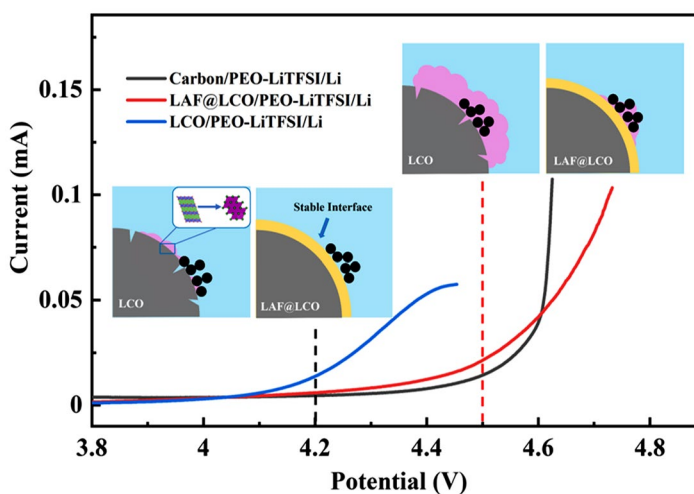 Current (mA)
0.15
0.1
0.05
0
Carbon/PEO-LiTFSI/Li
LAF@LCO/PEO-LiTFSI/Li
LCO/PEO-LiTFSI/Li
LCO
LAF@LCO
Stable Interface
LCO
LAF@LCO
3.8
4
4.2
4.4
4.6
4.8
Potential (V)